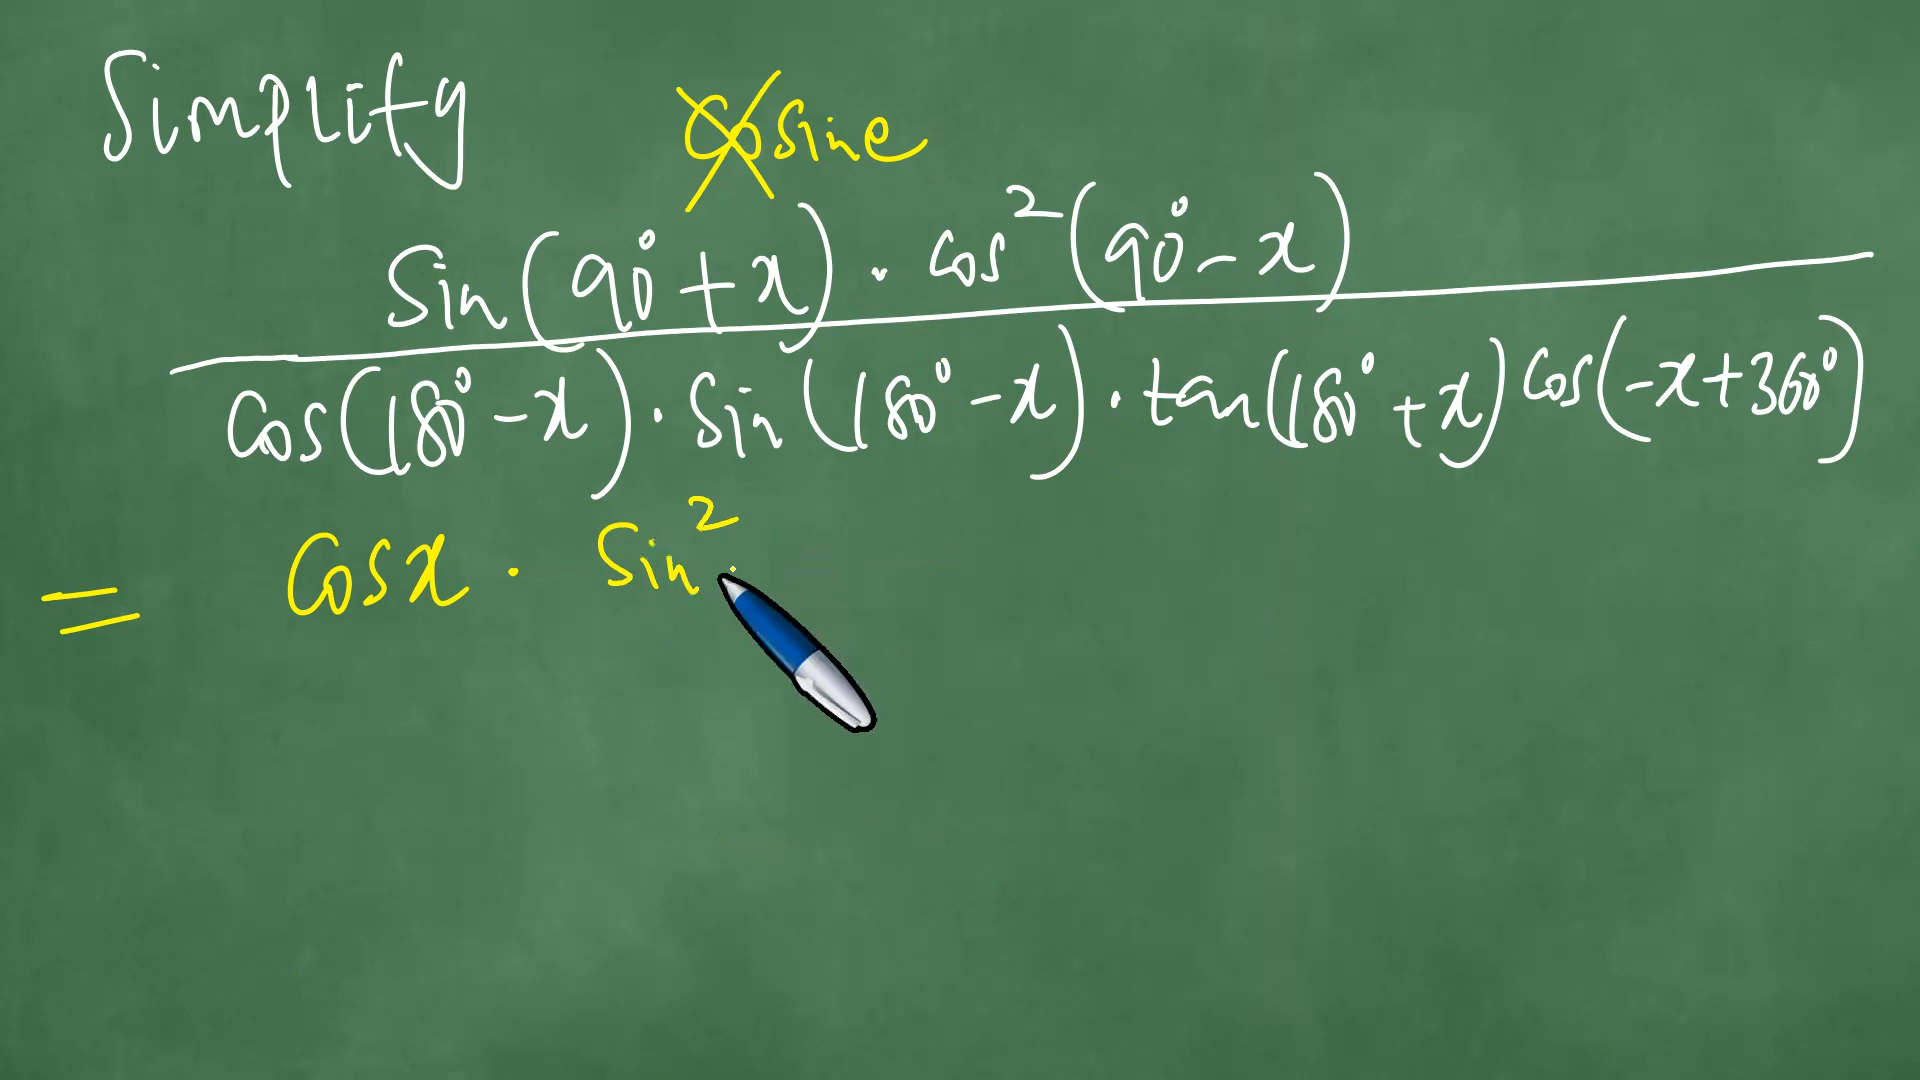 Simplify
Cosine
Sin(90°+x) · cos²(90°-x)
Cos(180°-x) · Sin(180°-x) · tan(180°+x) cos(-x+360°)
= Cosx · Sin²